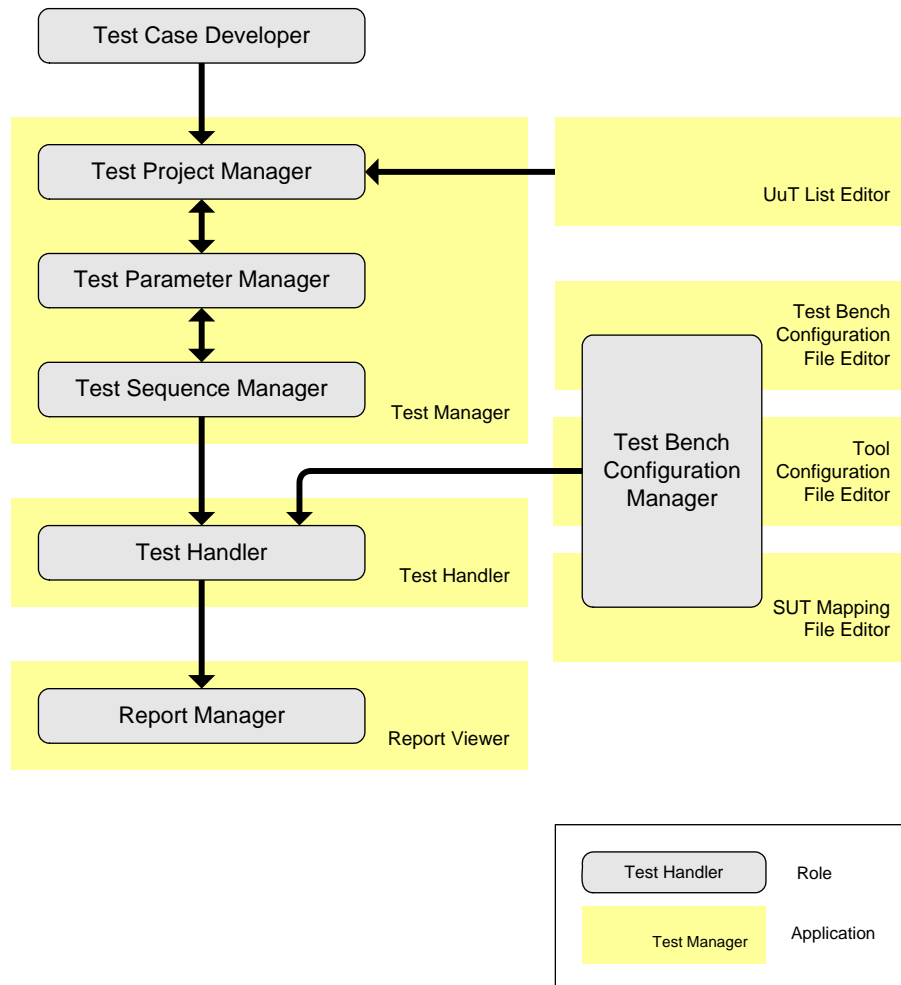 Test Case Developer
Test Project Manager
UuT List Editor
Test Parameter Manager
Test Bench
Configuration
File Editor
Test Sequence Manager
Test Manager
Test Bench
Configuration
Manager
Tool
Configuration
File Editor
Test Handler
Test Handler
SUT Mapping
File Editor
Report Manager
Report Viewer
Test Handler
Role
Test Manager
Application